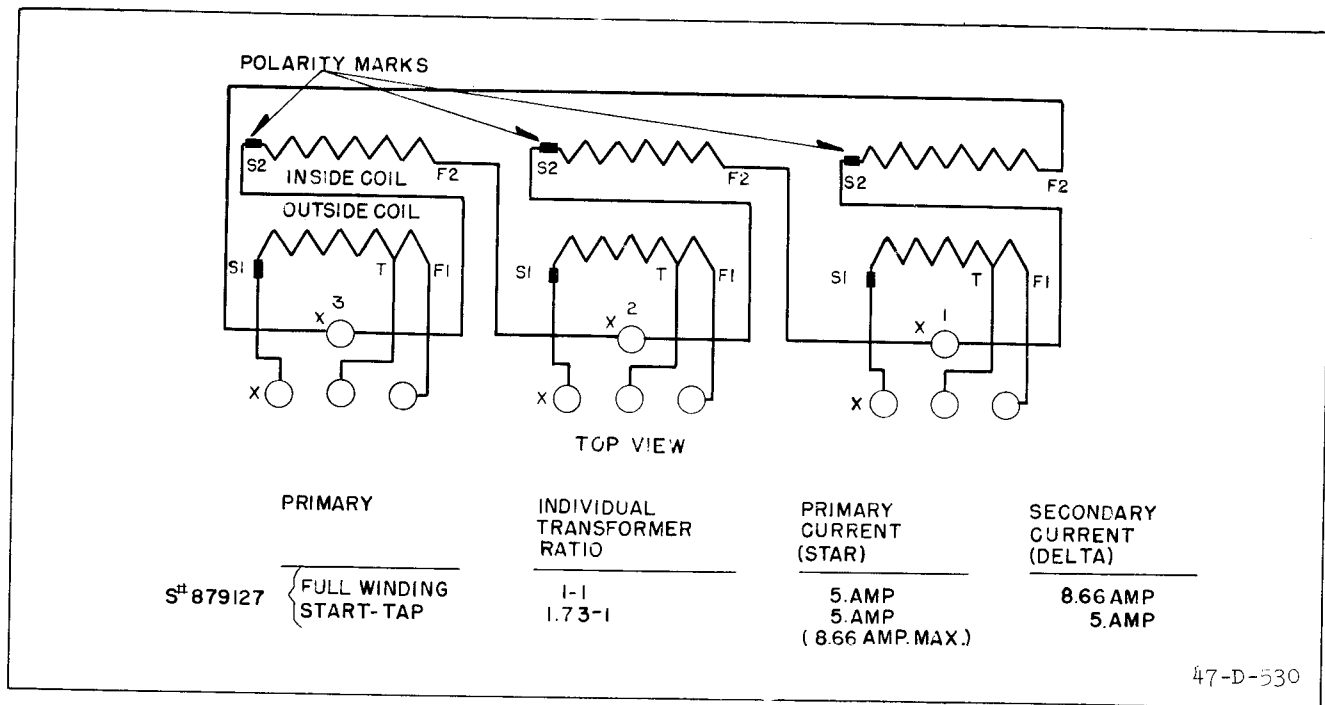 POLARITY MARKS
S2
F2
S2
F2
S2
F2
INSIDE COIL
OUTSIDE COIL
S1
T
F1
S1
T
F1
S1
T
F1
X
3
X
2
X
1
X
X
X
TOP VIEW
PRIMARY
INDIVIDUAL
TRANSFORMER
RATIO
PRIMARY
CURRENT
(STAR)
SECONDARY
CURRENT
(DELTA)
S# 879127
FULL WINDING 1-1 5.AMP 8.66 AMP
START-TAP 1.73-1 5.AMP 5.AMP
(8.66 AMP. MAX.)
47-D-530